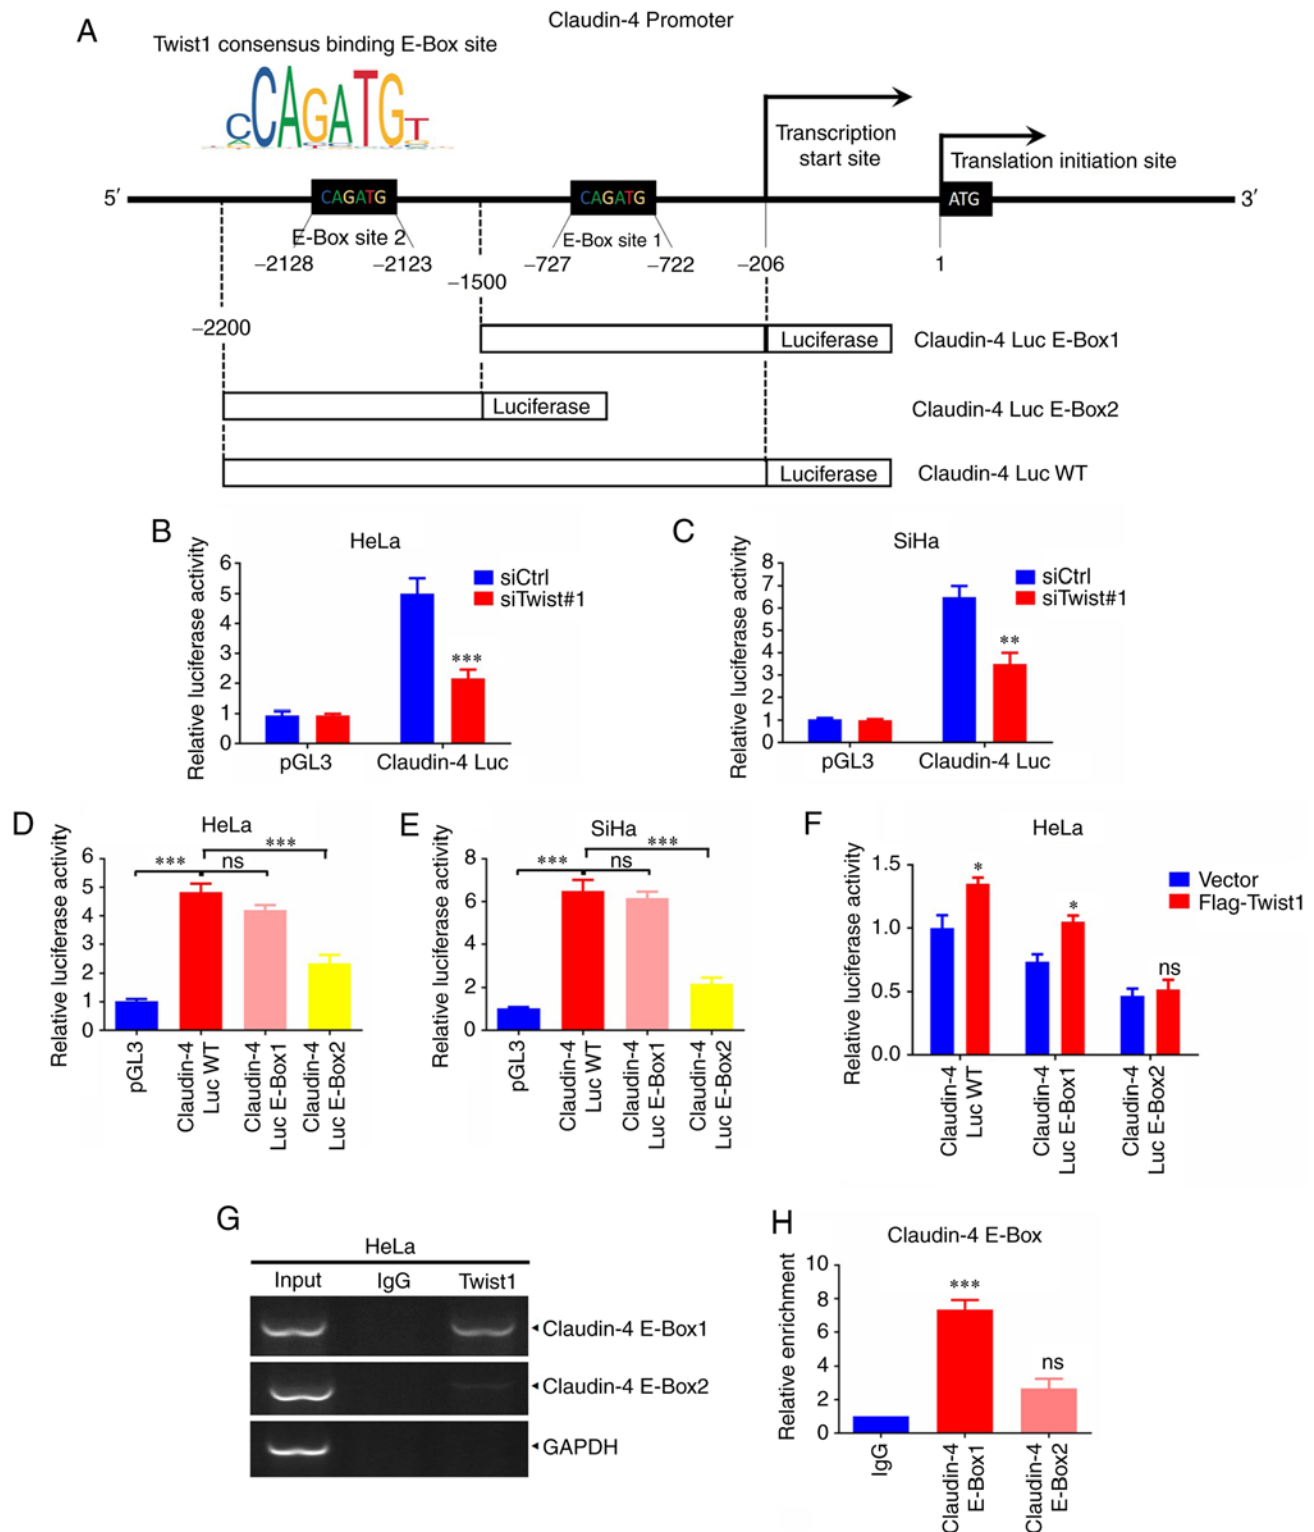 A
Claudin-4 Promoter
Twist1 consensus binding E-Box site
CCAGATGT
Transcription
start site
Translation initiation site
5′
CAGATG
CAGATG
ATG
3′
E-Box site 2
E-Box site 1
−2128
−2123
−727
−722
−206
1
−1500
−2200
Luciferase
Claudin-4 Luc E-Box1
Luciferase
Claudin-4 Luc E-Box2
Luciferase
Claudin-4 Luc WT
B
HeLa
Relative luciferase activity
6
5
4
3
2
1
0
siCtrl
siTwist#1
***
pGL3
Claudin-4 Luc
C
SiHa
Relative luciferase activity
8
7
6
5
4
3
2
1
0
siCtrl
siTwist#1
**
pGL3
Claudin-4 Luc
D
HeLa
Relative luciferase activity
6
5
4
3
2
1
0
***
ns
***
pGL3
Claudin-4
Luc WT
Claudin-4
Luc E-Box1
Claudin-4
Luc E-Box2
E
SiHa
Relative luciferase activity
8
6
4
2
0
***
ns
***
pGL3
Claudin-4
Luc WT
Claudin-4
Luc E-Box1
Claudin-4
Luc E-Box2
F
HeLa
Relative luciferase activity
1.5
1.0
0.5
0.0
*
*
ns
Vector
Flag-Twist1
Claudin-4
Luc WT
Claudin-4
Luc E-Box1
Claudin-4
Luc E-Box2
G
HeLa
Input
IgG
Twist1
Claudin-4 E-Box1
Claudin-4 E-Box2
GAPDH
H
Claudin-4 E-Box
Relative enrichment
10
8
6
4
2
0
***
ns
IgG
Claudin-4
E-Box1
Claudin-4
E-Box2